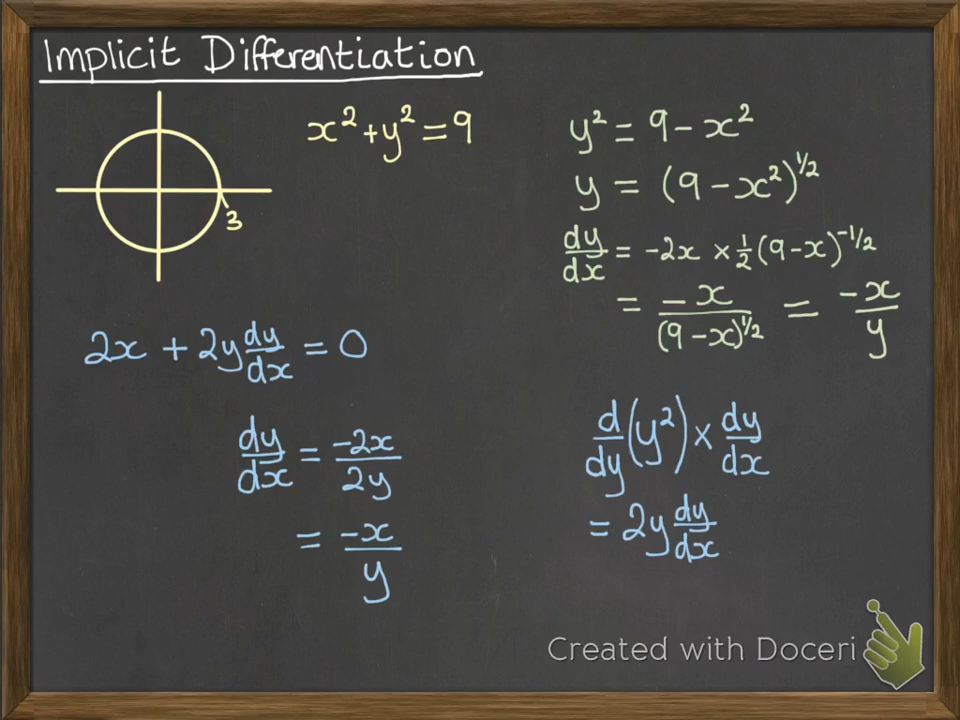 Implicit Differentiation
3
x² + y² = 9
2x + 2y dy/dx = 0
dy/dx = -2x/2y
= -x/y
y² = 9 - x²
y = (9 - x²)^1/2
dy/dx = -2x × 1/2 (9 - x)^-1/2
= -x/(9 - x)^1/2 = -x/y
d/dy (y²) × dy/dx
= 2y dy/dx
Created with Doceri